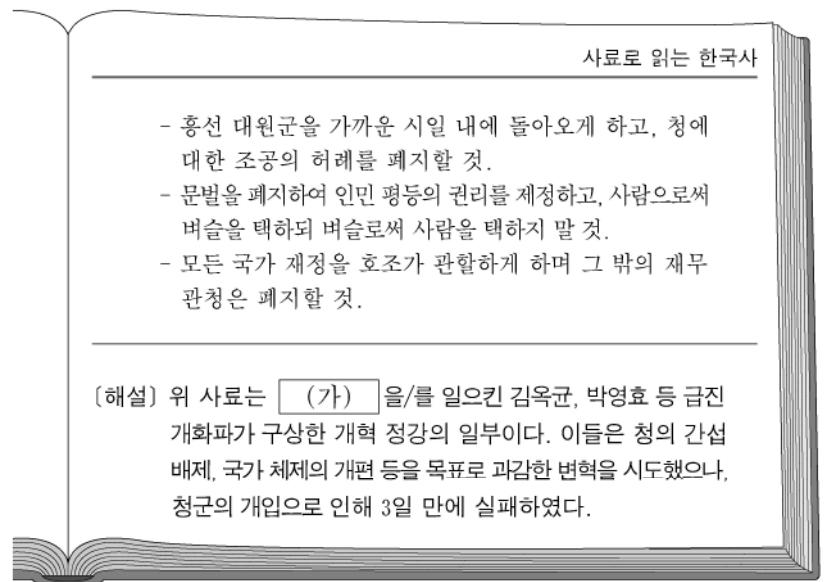 사료로 읽는 한국사
- 흥선 대원군을 가까운 시일 내에 돌아오게 하고, 청에
대한 조공의 허례를 폐지할 것.
- 문벌을 폐지하여 인민 평등의 권리를 제정하고, 사람으로써
벼슬을 택하되 벼슬로써 사람을 택하지 말 것.
- 모든 국가 재정을 호조가 관할하게 하며 그 밖의 재무
관청은 폐지할 것.
〔해설〕 위 사료는 (가) 을/를 일으킨 김옥균, 박영효 등 급진
개화파가 구상한 개혁 정강의 일부이다. 이들은 청의 간섭
배제, 국가 체제의 개편 등을 목표로 과감한 변혁을 시도했으나,
청군의 개입으로 인해 3일 만에 실패하였다.